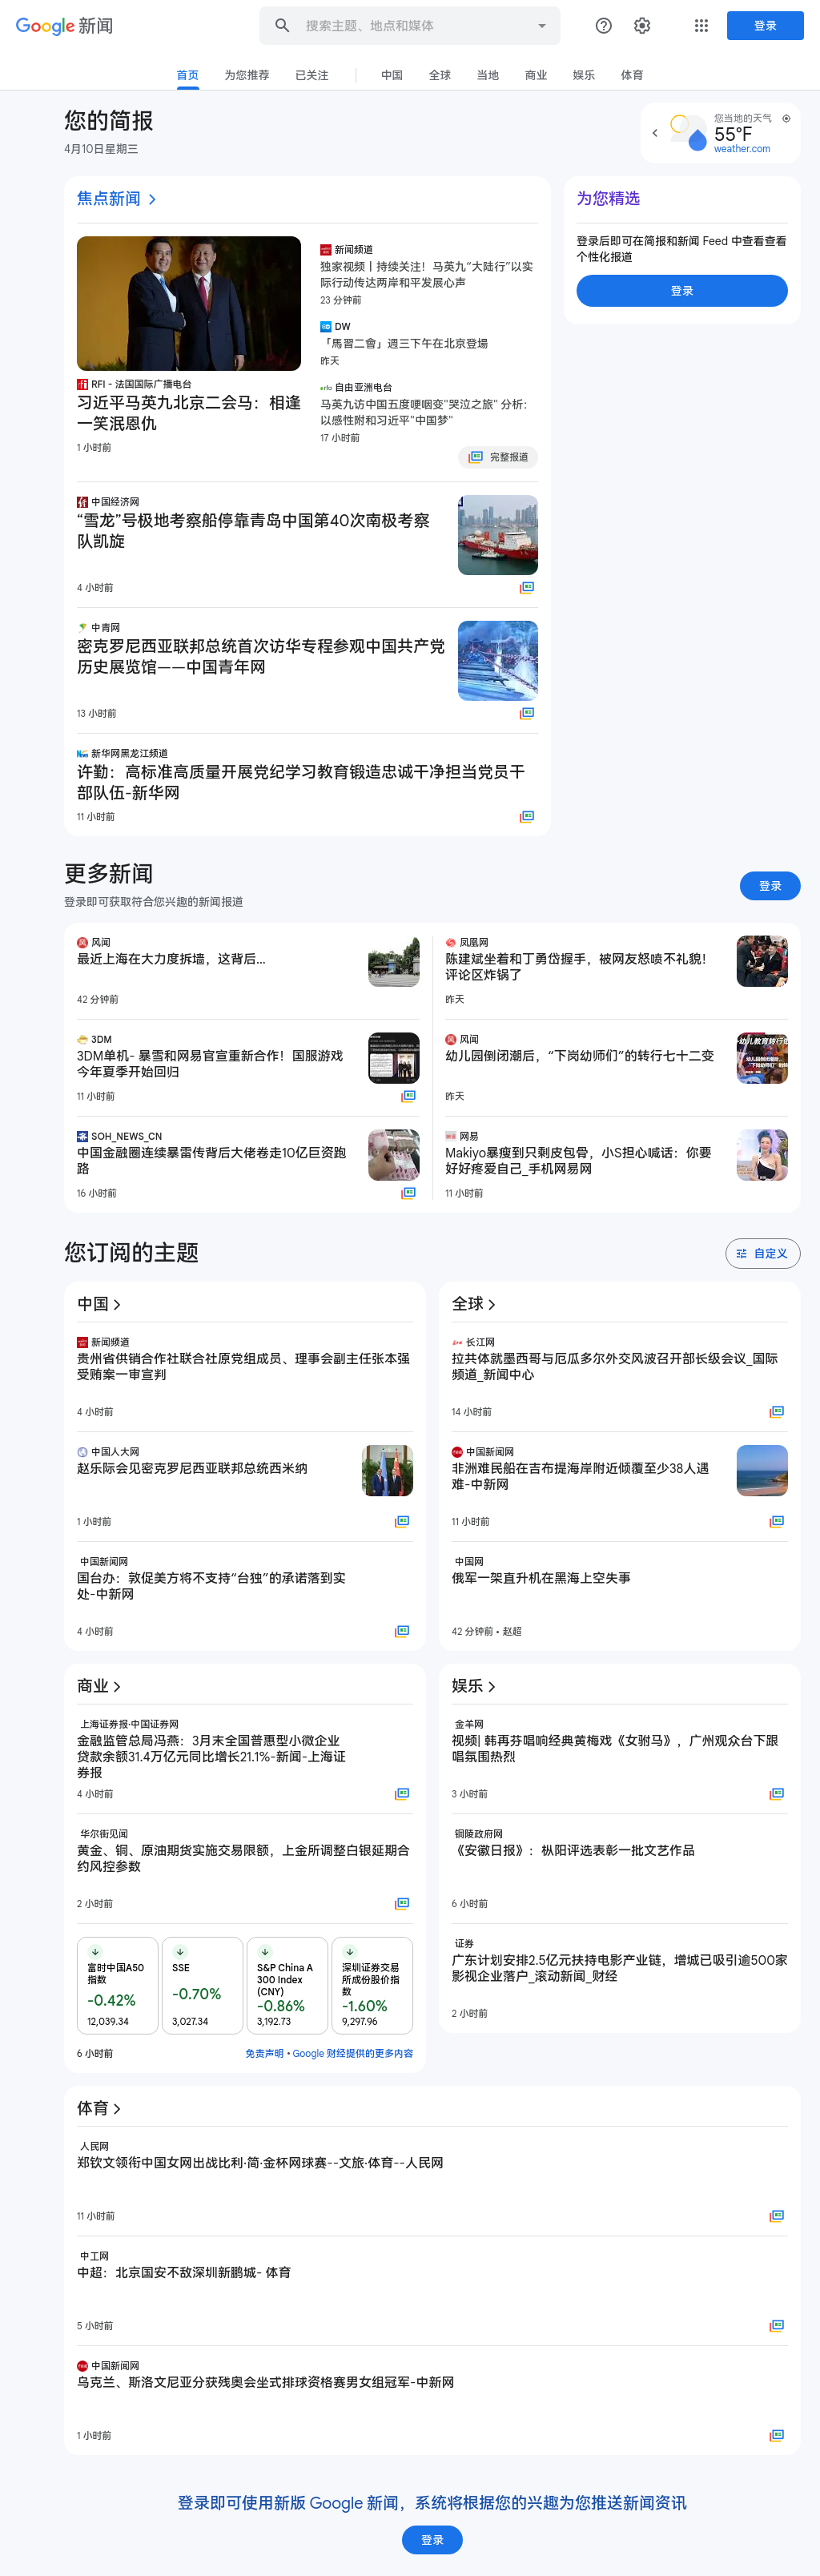 Google 新闻
搜索主题、地点和媒体
登录
首页
为您推荐
已关注
中国
全球
当地
商业
娱乐
体育
您的简报
4月10日星期三
您当地的天气
55°F
weather.com
焦点新闻
RFI - 法国国际广播电台
习近平马英九北京二会马：相逢
一笑泯恩仇
1 小时前
新闻频道
独家视频丨持续关注！马英九“大陆行”以实
际行动传达两岸和平发展心声
23 分钟前
DW
「馬習二會」週三下午在北京登場
昨天
自由亚洲电台
马英九访中国五度哽咽变"哭泣之旅" 分析：
以感性附和习近平"中国梦"
17 小时前
完整报道
中国经济网
“雪龙”号极地考察船停靠青岛中国第40次南极考察
队凯旋
4 小时前
中青网
密克罗尼西亚联邦总统首次访华专程参观中国共产党
历史展览馆——中国青年网
13 小时前
新华网黑龙江频道
许勤：高标准高质量开展党纪学习教育锻造忠诚干净担当党员干
部队伍-新华网
11 小时前
为您精选
登录后即可在简报和新闻 Feed 中查看查看
个性化报道
登录
更多新闻
登录即可获取符合您兴趣的新闻报道
登录
风闻
最近上海在大力度拆墙，这背后...
42 分钟前
3DM
3DM单机- 暴雪和网易官宣重新合作！国服游戏
今年夏季开始回归
11 小时前
SOH_NEWS_CN
中国金融圈连续暴雷传背后大佬卷走10亿巨资跑
路
16 小时前
凤凰网
陈建斌坐着和丁勇岱握手，被网友怒喷不礼貌！
评论区炸锅了
昨天
风闻
幼儿园倒闭潮后，“下岗幼师们”的转行七十二变
昨天
网易
Makiyo暴瘦到只剩皮包骨，小S担心喊话：你要
好好疼爱自己_手机网易网
11 小时前
您订阅的主题
自定义
中国
新闻频道
贵州省供销合作社联合社原党组成员、理事会副主任张本强
受贿案一审宣判
4 小时前
中国人大网
赵乐际会见密克罗尼西亚联邦总统西米纳
1 小时前
中国新闻网
国台办：敦促美方将不支持“台独”的承诺落到实
处-中新网
4 小时前
全球
长江网
拉共体就墨西哥与厄瓜多尔外交风波召开部长级会议_国际
频道_新闻中心
14 小时前
中国新闻网
非洲难民船在吉布提海岸附近倾覆至少38人遇
难-中新网
11 小时前
中国网
俄军一架直升机在黑海上空失事
42 分钟前 • 赵超
商业
上海证券报·中国证券网
金融监管总局冯燕：3月末全国普惠型小微企业
贷款余额31.4万亿元同比增长21.1%-新闻-上海证
券报
4 小时前
华尔街见闻
黄金、铜、原油期货实施交易限额，上金所调整白银延期合
约风控参数
2 小时前
富时中国A50
指数
-0.42%
12,039.34
SSE
-0.70%
3,027.34
S&P China A
300 Index
(CNY)
-0.86%
3,192.73
深圳证券交易
所成份股价指
数
-1.60%
9,297.96
6 小时前
免责声明 • Google 财经提供的更多内容
娱乐
金羊网
视频| 韩再芬唱响经典黄梅戏《女驸马》，广州观众台下跟
唱氛围热烈
3 小时前
铜陵政府网
《安徽日报》：枞阳评选表彰一批文艺作品
6 小时前
证券
广东计划安排2.5亿元扶持电影产业链，增城已吸引逾500家
影视企业落户_滚动新闻_财经
2 小时前
体育
人民网
郑钦文领衔中国女网出战比利·简·金杯网球赛--文旅·体育--人民网
11 小时前
中工网
中超：北京国安不敌深圳新鹏城- 体育
5 小时前
中国新闻网
乌克兰、斯洛文尼亚分获残奥会坐式排球资格赛男女组冠军-中新网
1 小时前
登录即可使用新版 Google 新闻，系统将根据您的兴趣为您推送新闻资讯
登录